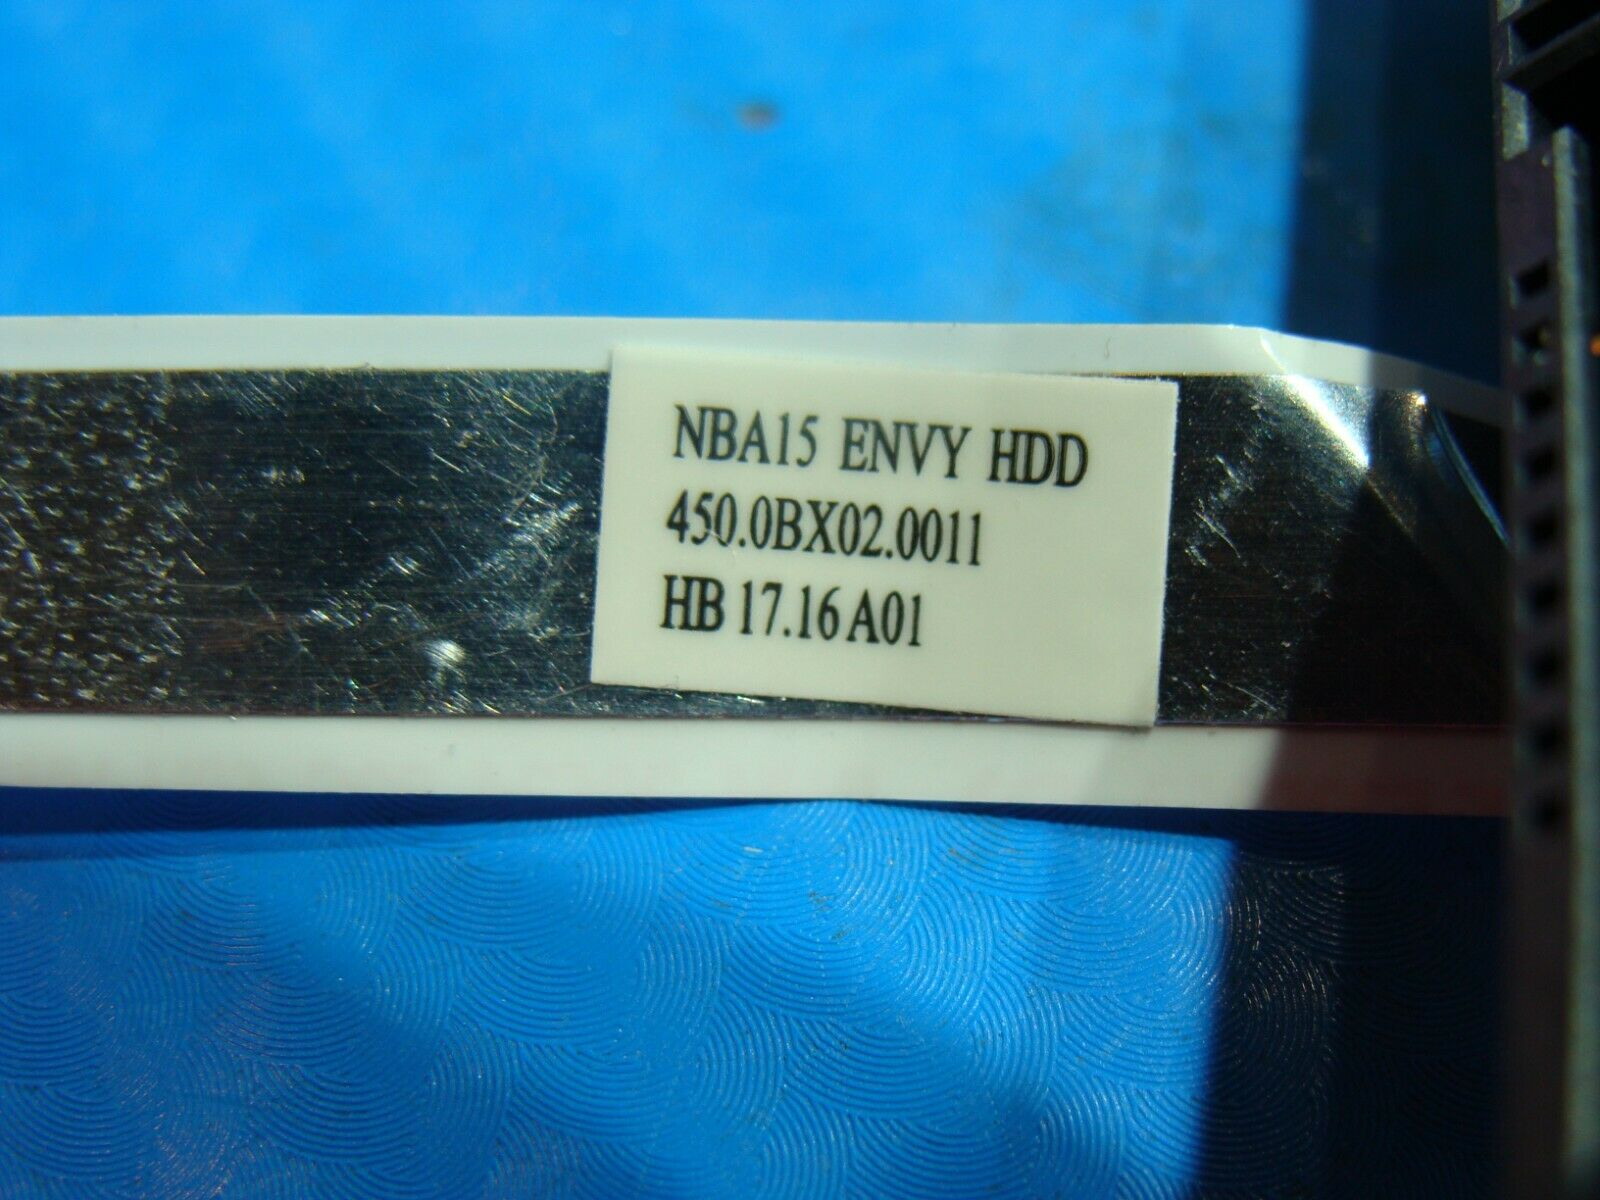 NBA15 ENVY HDD
450.0BX02.0011
HB 17.16 A01